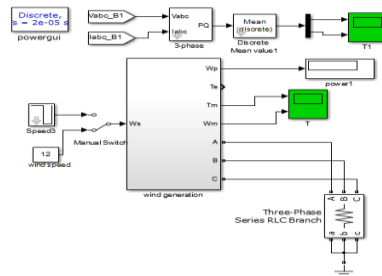 Discrete,
s = 2e-05 s
powergui
Vabc_B1
Iabc_B1
Vabc
Iabc
PQ
3-phase
Mean
(discrete)
Discrete
Mean value1
T1
Wp
power1
Te
Tm
T
Wm
Speed3
Manual Switch
Ws
12
wind speed
A
B
C
wind generation
Three-Phase
Series RLC Branch
A B C
a b c